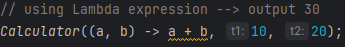 // using Lambda expression --> output 30
Calculator((a, b) -> a + b, t1: 10, t2: 20);